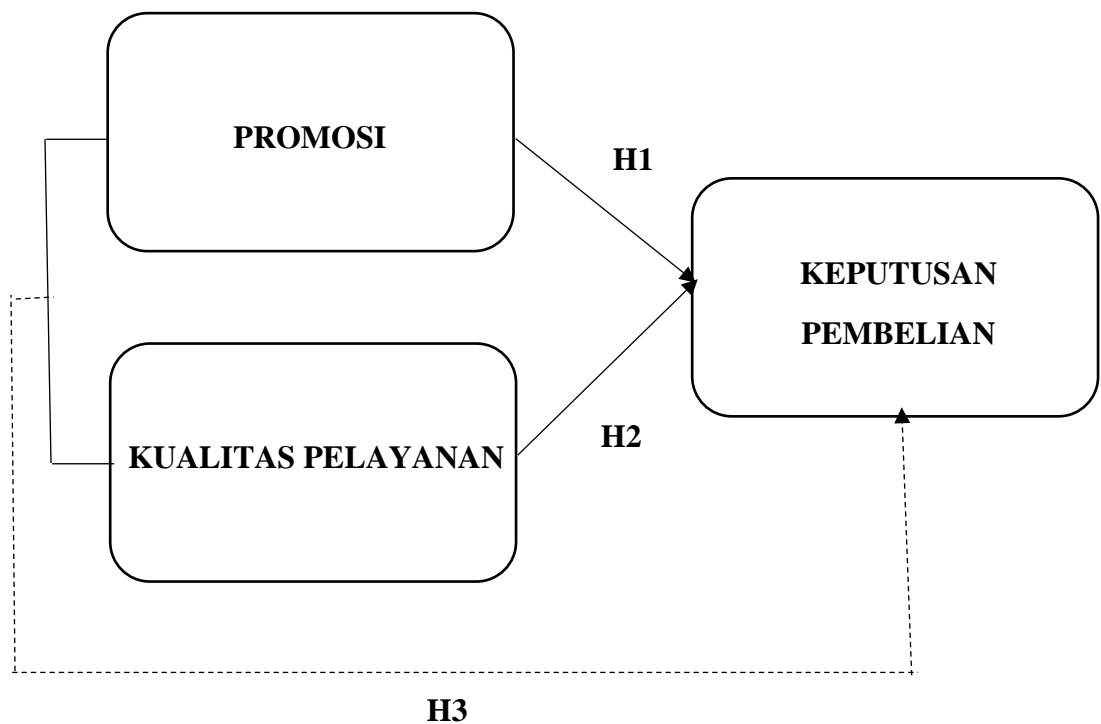 PROMOSI
H1
KEPUTUSAN
PEMBELIAN
H2
KUALITAS PELAYANAN
H3